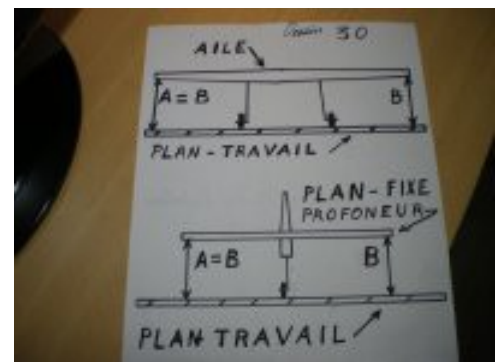 30
AILE
A = B
B
PLAN - TRAVAIL
PLAN - FIXE
PROFONEUR
A = B
B
PLAN TRAVAIL